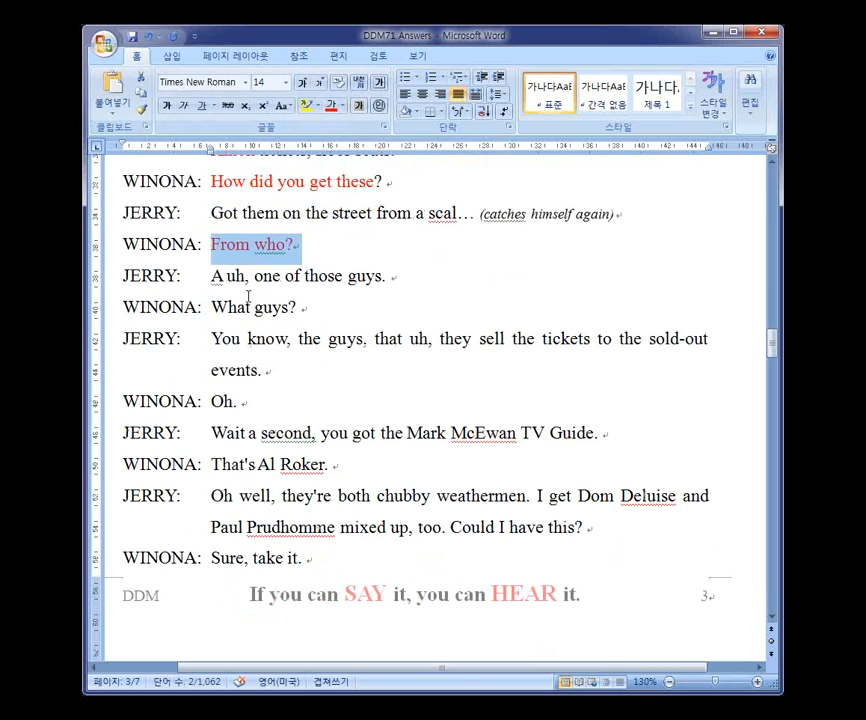 DDM71 Answers - Microsoft Word
홈 삽입 페이지 레이아웃 참조 편지 검토 보기
붙여넣기
Times New Roman 14
가나다AaB 가나다AaB 가나다
표준 간격 없음 제목 1
스타일 변경
편집
클립보드 글꼴 단락 스타일
WINONA: How did you get these?
JERRY: Got them on the street from a scal… (catches himself again)
WINONA: From who?
JERRY: A uh, one of those guys.
WINONA: What guys?
JERRY: You know, the guys, that uh, they sell the tickets to the sold-out
events.
WINONA: Oh.
JERRY: Wait a second, you got the Mark McEwan TV Guide.
WINONA: That's Al Roker.
JERRY: Oh well, they're both chubby weathermen. I get Dom Deluise and
Paul Prudhomme mixed up, too. Could I have this?
WINONA: Sure, take it.
DDM If you can SAY it, you can HEAR it. 3
페이지: 3/7 단어 수: 2/1,062 영어(미국) 겹쳐쓰기 130%